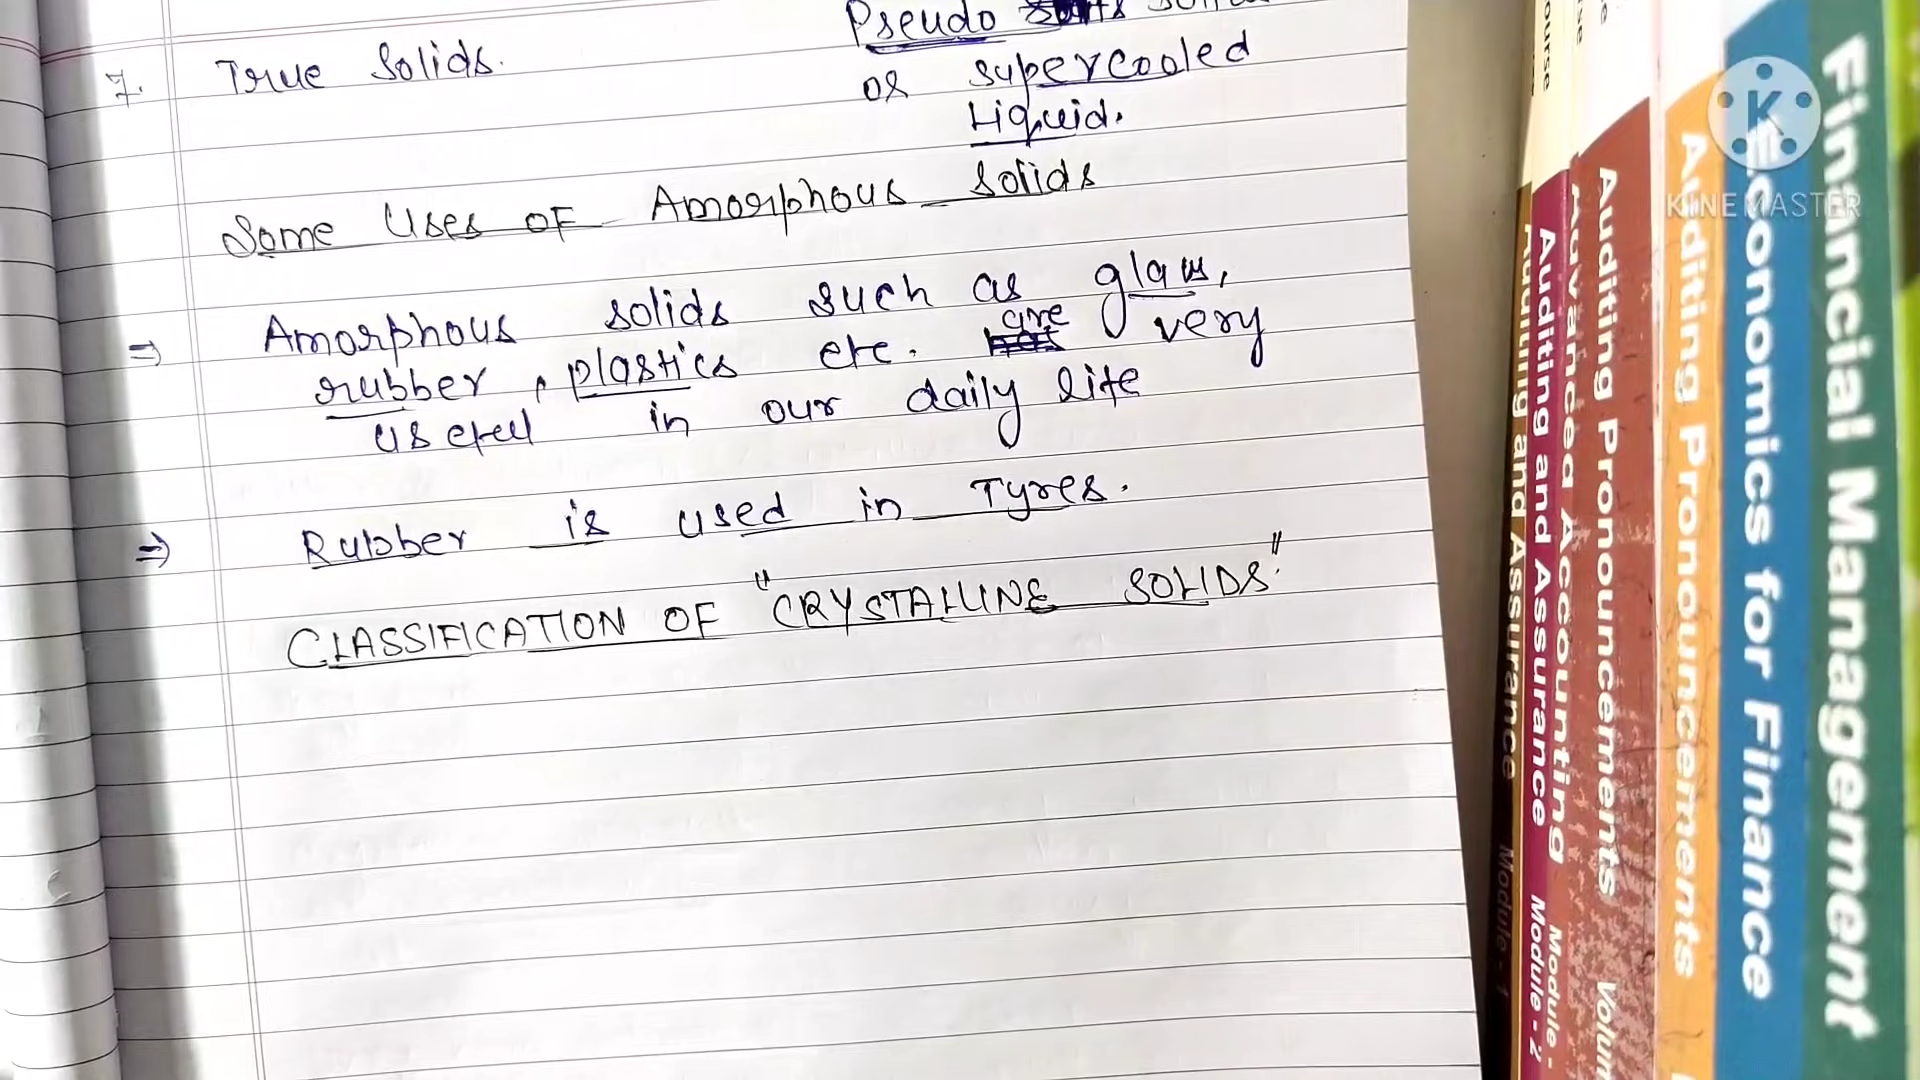 Pseudo
7. True Solids.
or supercooled
Liquid.
Some Uses of Amorphous solids
⇒ Amorphous solids such as glass,
rubber, plastics etc. are very
useful in our daily life
⇒ Rubber is used in Tyres.
CLASSIFICATION OF "CRYSTALLINE SOLIDS"
Financial Management
Economics for Finance
Auditing Pronouncements
Auditing Pronouncements
Advanced Accounting Module -
Auditing and Assurance Module - 2
Auditing and Assurance Module - 1
K
KINEMASTER